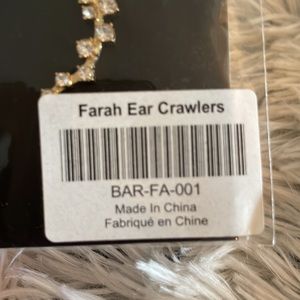 Farah Ear Crawlers
BAR-FA-001
Made In China
Fabriqué en Chine